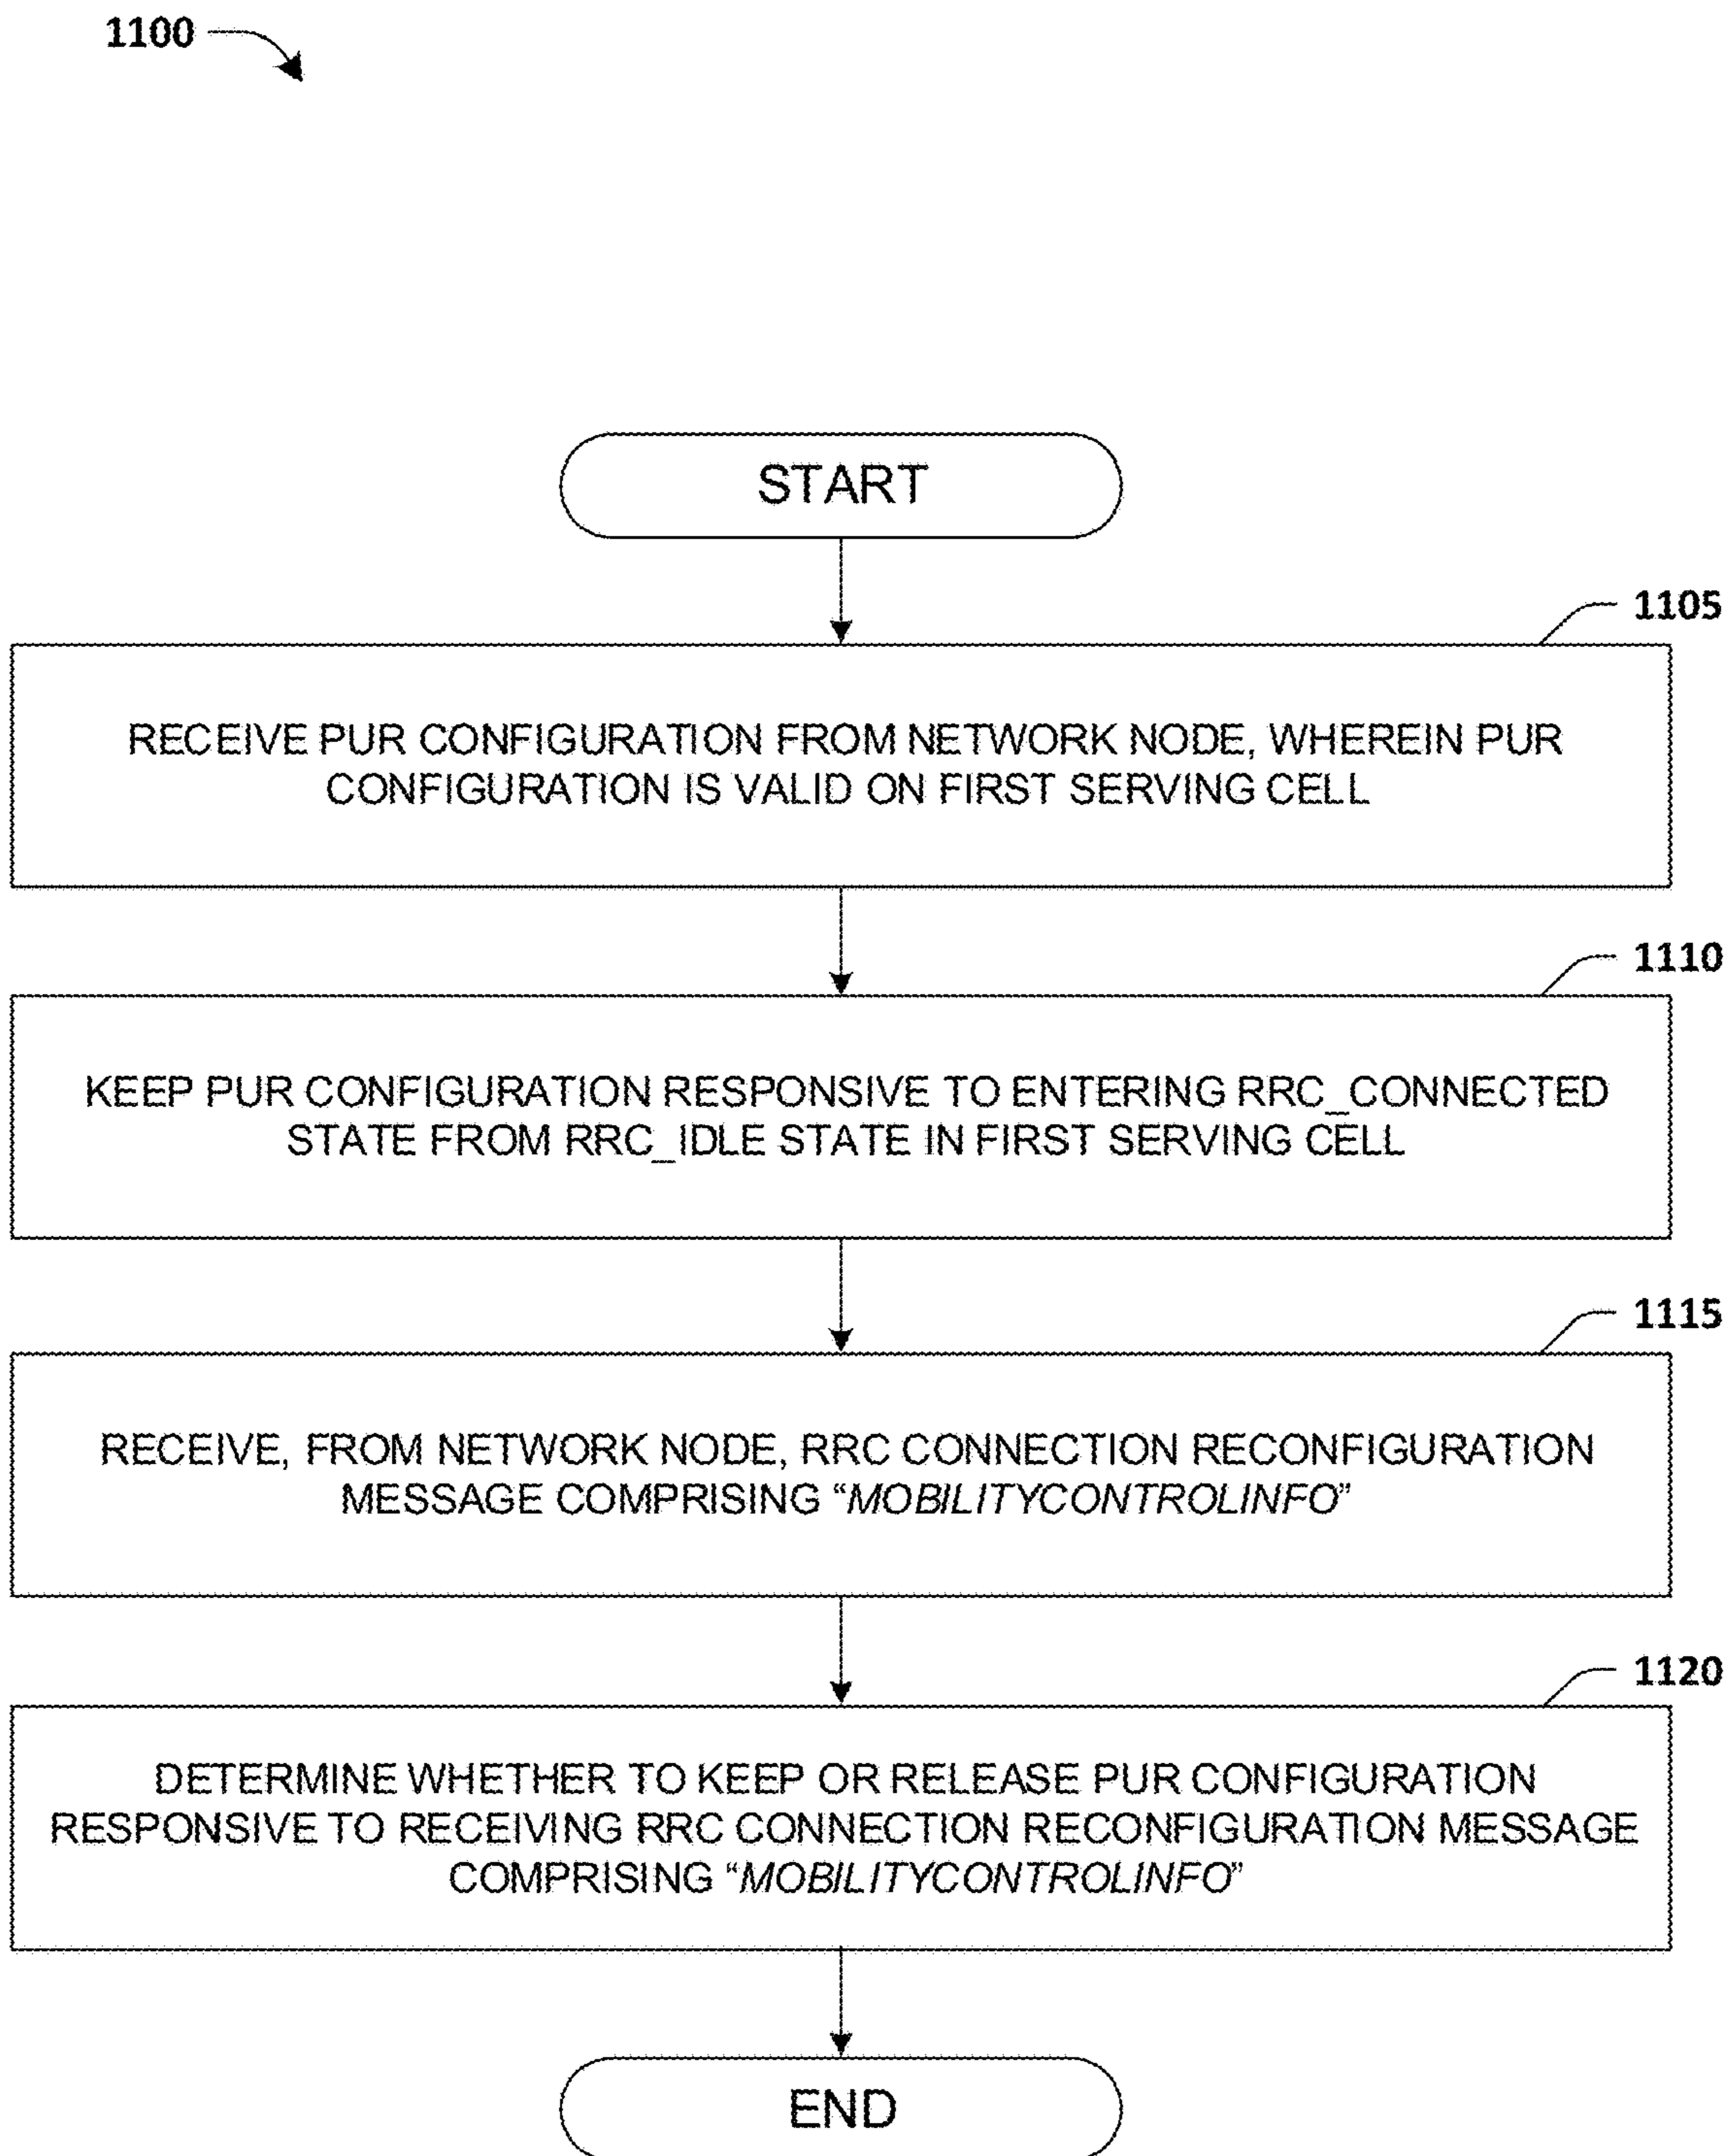 1100
START
1105
RECEIVE PUR CONFIGURATION FROM NETWORK NODE, WHEREIN PUR
CONFIGURATION IS VALID ON FIRST SERVING CELL
1110
KEEP PUR CONFIGURATION RESPONSIVE TO ENTERING RRC_CONNECTED
STATE FROM RRC_IDLE STATE IN FIRST SERVING CELL
1115
RECEIVE, FROM NETWORK NODE, RRC CONNECTION RECONFIGURATION
MESSAGE COMPRISING “MOBILITYCONTROLINFO”
1120
DETERMINE WHETHER TO KEEP OR RELEASE PUR CONFIGURATION
RESPONSIVE TO RECEIVING RRC CONNECTION RECONFIGURATION MESSAGE
COMPRISING “MOBILITYCONTROLINFO”
END